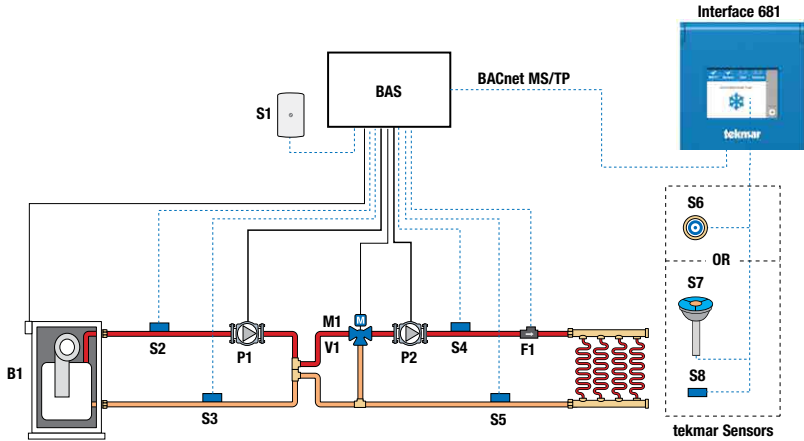 Interface 681
BAS
BACnet MS/TP
S1
tekmar
S6
OR
S7
M1
M
V1
S2
P1
P2
S4
F1
B1
S3
S5
S8
tekmar Sensors